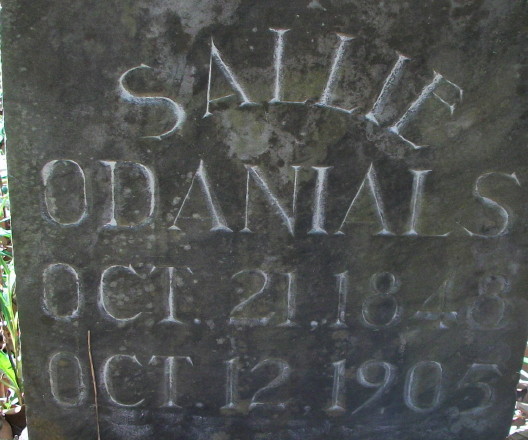 SALLIE
ODANIALS
OCT. 21, 1848
OCT 12, 1905